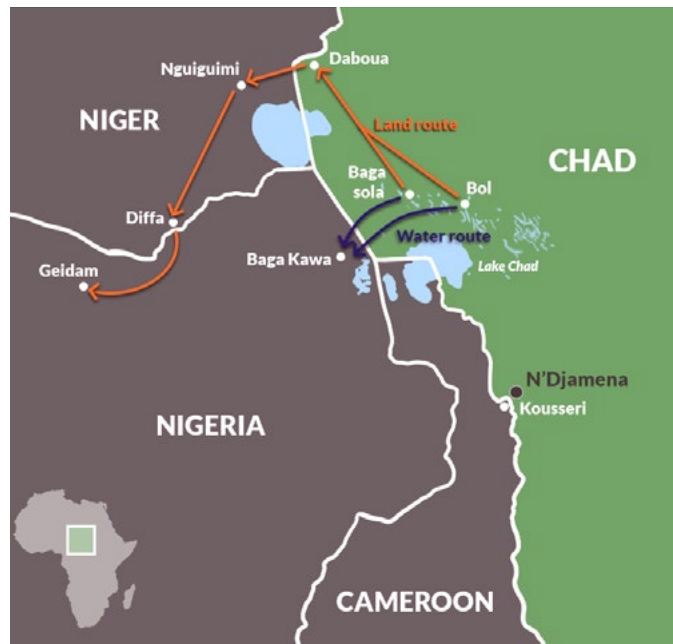 Daboua
Nguiguimi
NIGER
Land route
CHAD
Baga
sola
Bol
Diffa
Water route
Baga Kawa
Geidam
Lake Chad
N'Djamena
Kousseri
NIGERIA
CAMEROON